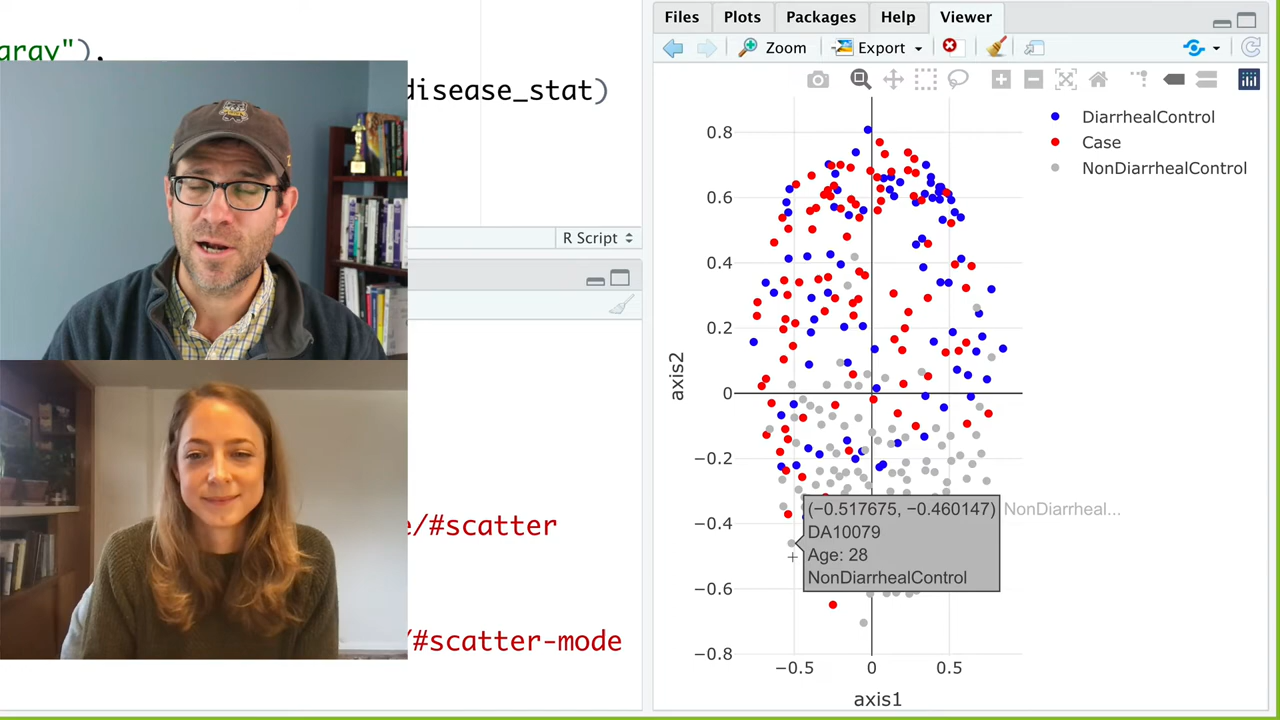 aray"),
disease_stat)
R Script
e/#scatter
/#scatter-mode
Files Plots Packages Help Viewer
Zoom Export
DiarrhealControl
Case
NonDiarrhealControl
axis2
0.8
0.6
0.4
0.2
0
−0.2
−0.4
−0.6
−0.8
(−0.517675, −0.460147) NonDiarrheal...
DA10079
Age: 28
NonDiarrhealControl
−0.5 0 0.5
axis1